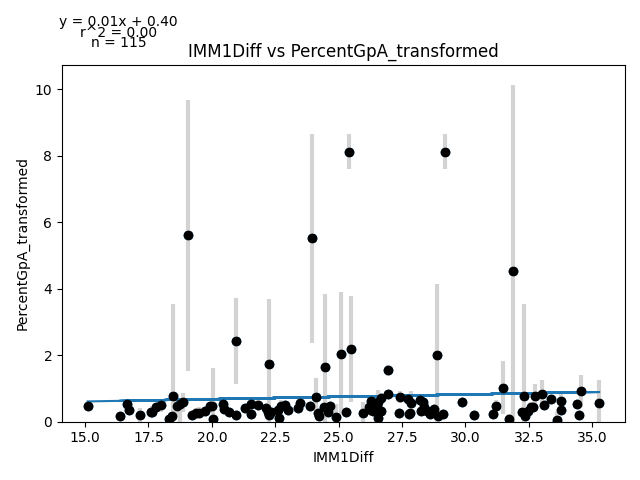 y = 0.01x + 0.40
r^2 = 0.00
n = 115
IMM1Diff vs PercentGpA_transformed
PercentGpA_transformed
10
8
6
4
2
0
15.0 17.5 20.0 22.5 25.0 27.5 30.0 32.5 35.0
IMM1Diff